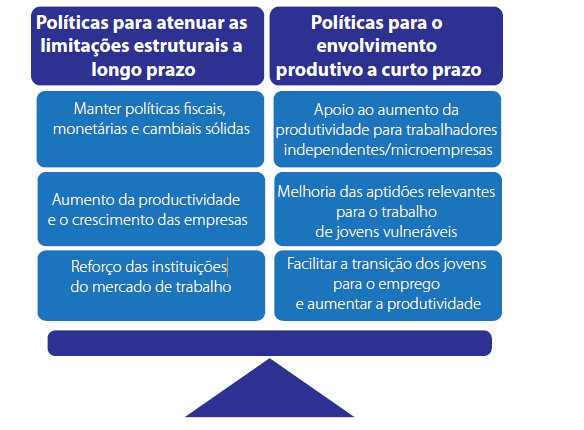 Políticas para atenuar as
limitações estruturais a
longo prazo
Políticas para o
envolvimento
produtivo a curto prazo
Manter políticas fiscais,
monetárias e cambiais sólidas
Apoio ao aumento da
produtividade para trabalhadores
independentes/microempresas
Aumento da productividade
e o crescimento das empresas
Melhoria das aptidões relevantes
para o trabalho
de jovens vulneráveis
Reforço das instituições
do mercado de trabalho
Facilitar a transição dos jovens
para o emprego
e aumentar a produtividade